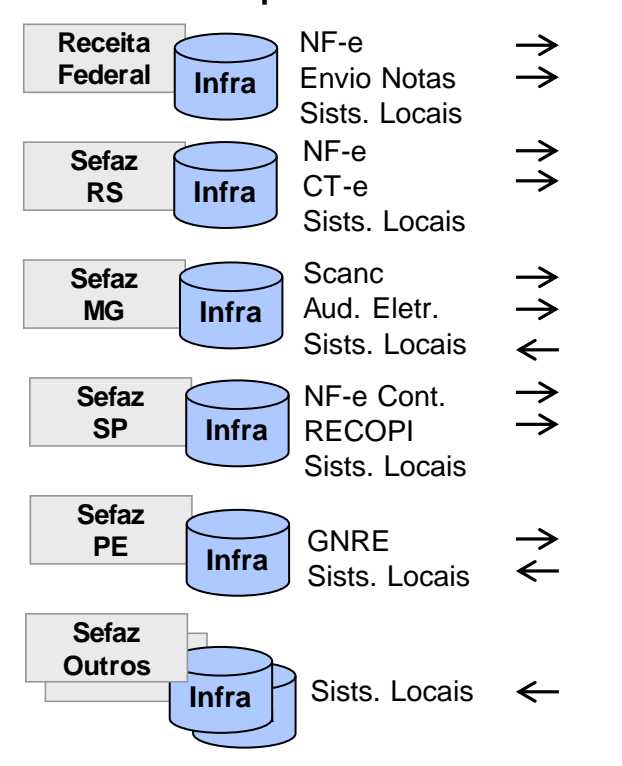 Receita
Federal
Infra
NF-e
Envio Notas
Sists. Locais
Sefaz
RS
Infra
NF-e
CT-e
Sists. Locais
Sefaz
MG
Infra
Scanc
Aud. Eletr.
Sists. Locais
Sefaz
SP
Infra
NF-e Cont.
RECOPI
Sists. Locais
Sefaz
PE
Infra
GNRE
Sists. Locais
Sefaz
Outros
Infra
Sists. Locais